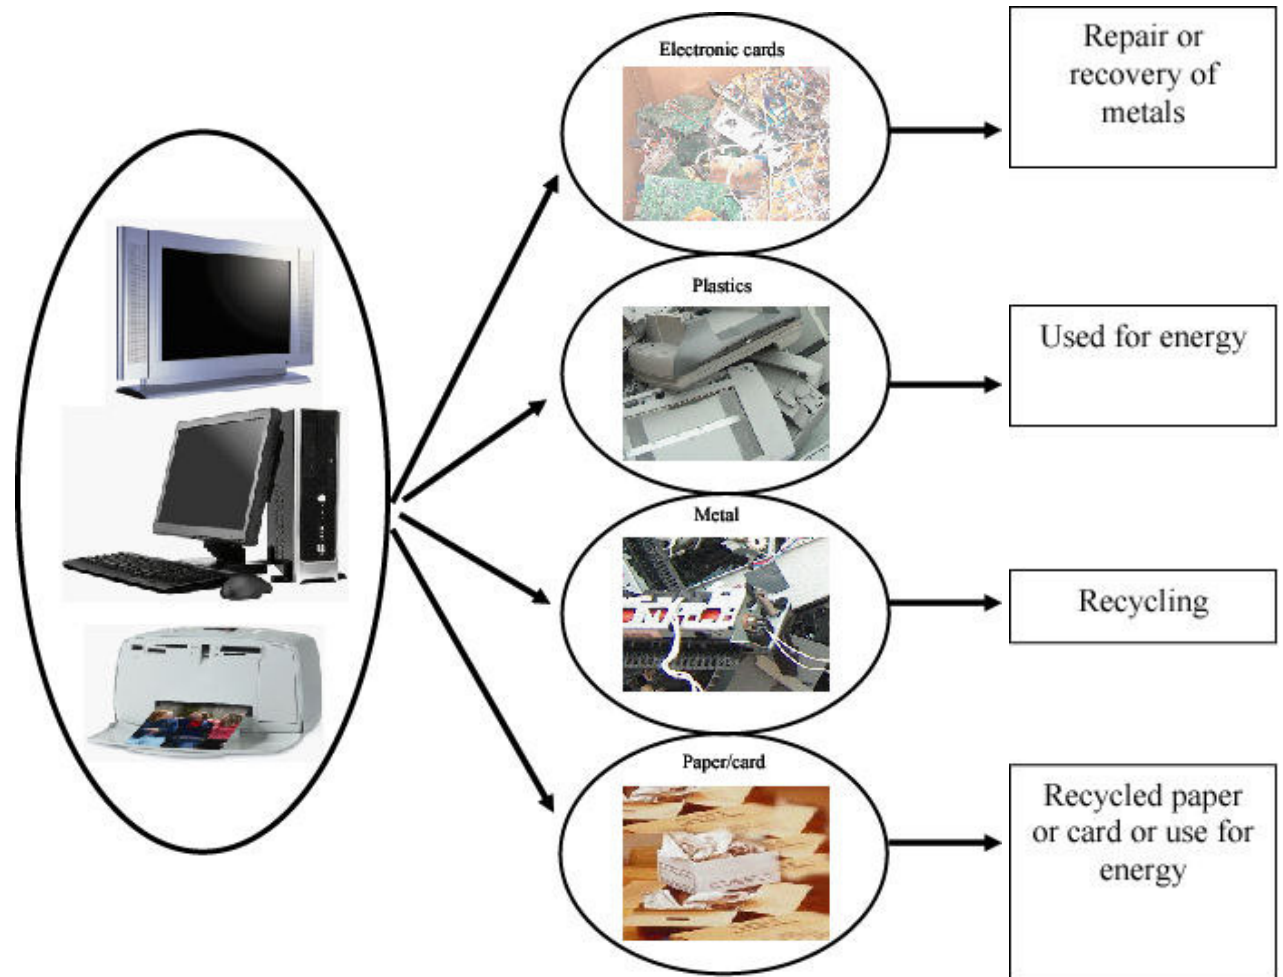 Electronic cards
Repair or
recovery of
metals
Plastics
Used for energy
Metal
Recycling
Paper/card
Recycled paper
or card or use for
energy